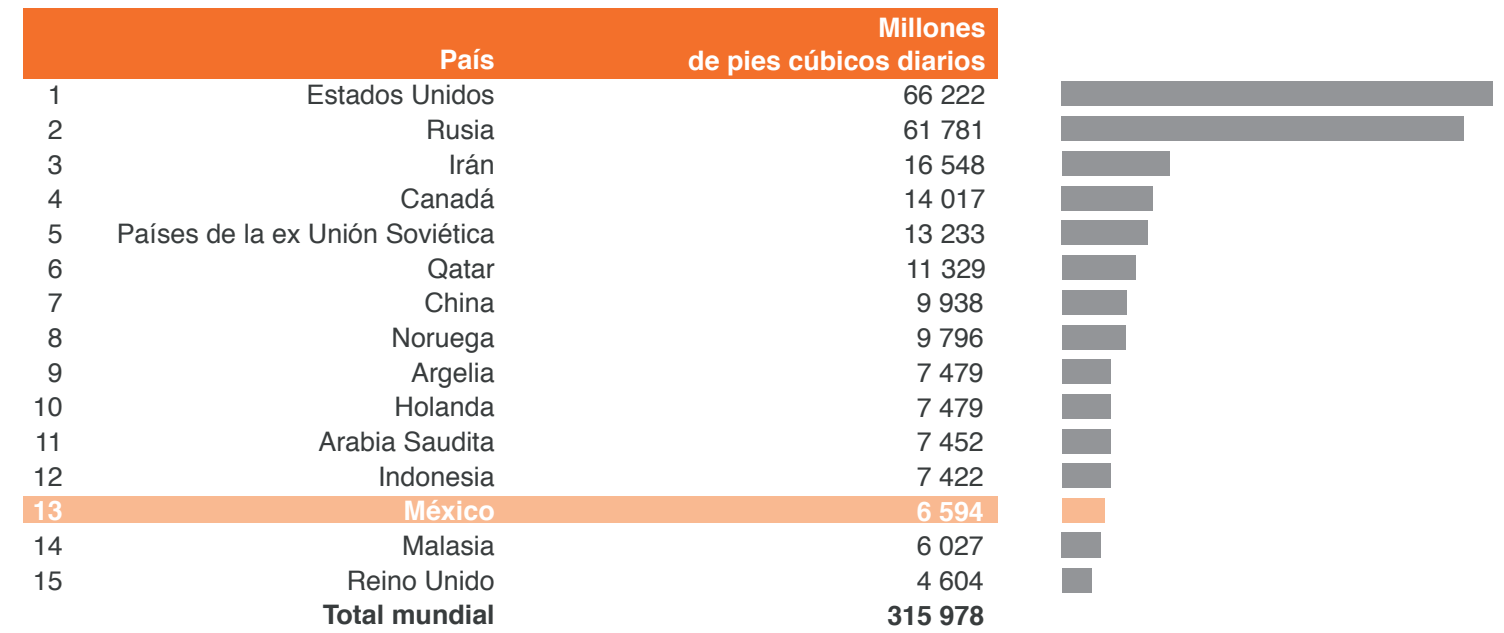 Millones
País de pies cúbicos diarios
1 Estados Unidos 66 222
2 Rusia 61 781
3 Irán 16 548
4 Canadá 14 017
5 Países de la ex Unión Soviética 13 233
6 Qatar 11 329
7 China 9 938
8 Noruega 9 796
9 Argelia 7 479
10 Holanda 7 479
11 Arabia Saudita 7 452
12 Indonesia 7 422
13 México 6 594
14 Malasia 6 027
15 Reino Unido 4 604
Total mundial 315 978